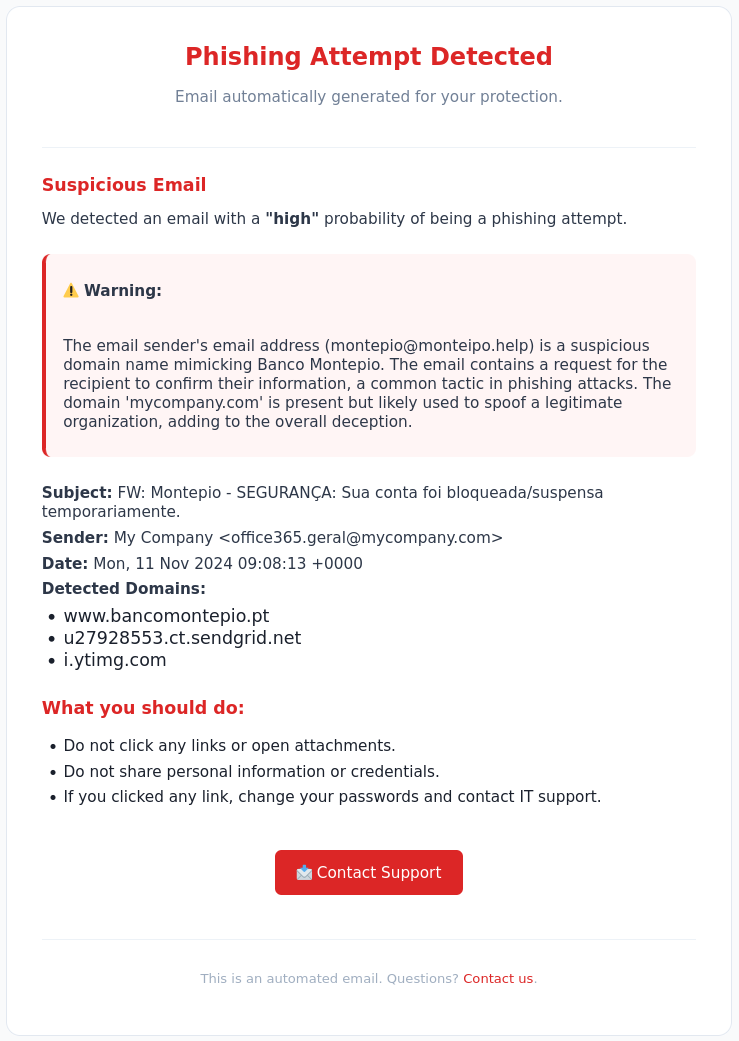 Phishing Attempt Detected
Email automatically generated for your protection.
Suspicious Email
We detected an email with a "high" probability of being a phishing attempt.
⚠️ Warning:
The email sender's email address (montepio@monteipo.help) is a suspicious
domain name mimicking Banco Montepio. The email contains a request for the
recipient to confirm their information, a common tactic in phishing attacks. The
domain 'mycompany.com' is present but likely used to spoof a legitimate
organization, adding to the overall deception.
Subject: FW: Montepio - SEGURANÇA: Sua conta foi bloqueada/suspensa
temporariamente.
Sender: My Company <office365.geral@mycompany.com>
Date: Mon, 11 Nov 2024 09:08:13 +0000
Detected Domains:
• www.bancomontepio.pt
• u27928553.ct.sendgrid.net
• i.ytimg.com
What you should do:
• Do not click any links or open attachments.
• Do not share personal information or credentials.
• If you clicked any link, change your passwords and contact IT support.
📩 Contact Support
This is an automated email. Questions? Contact us.